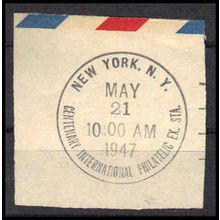 NEW YORK, N.Y.
MAY
21
10:00 AM
1947
CENTENARY INTERNATIONAL PHILATELIC EX. STA.